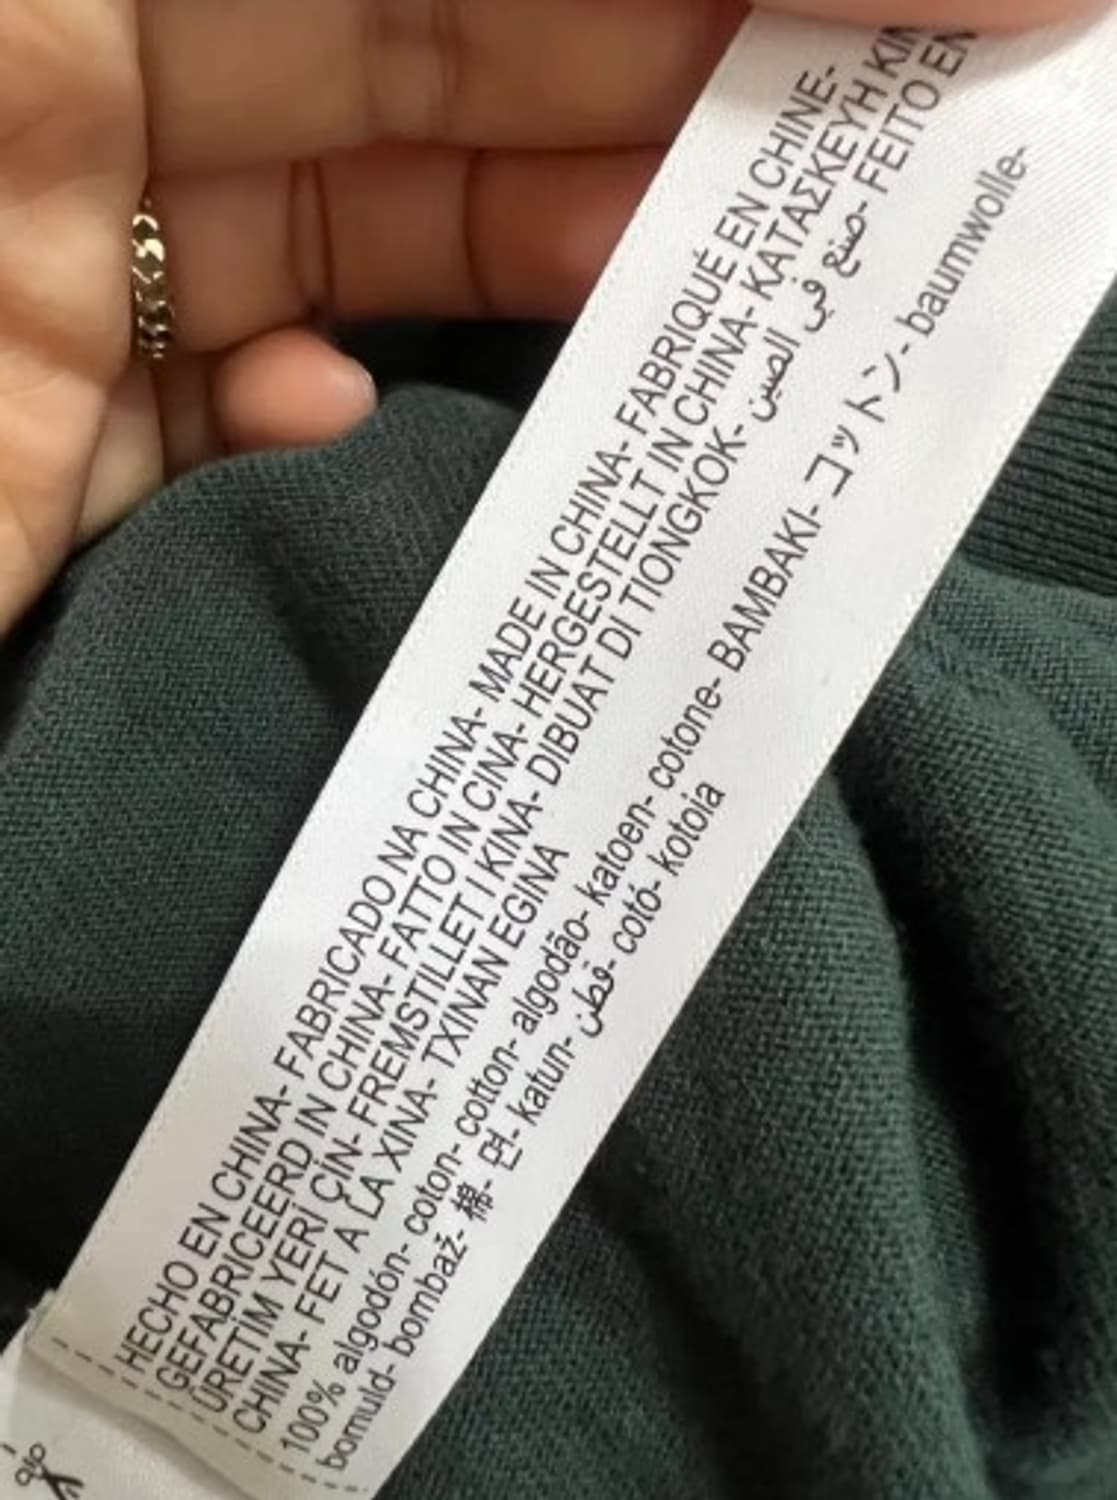 HECHO EN CHINA- FABRICADO NA CHINA- MADE IN CHINA- FABRIQUÉ EN CHINE-
GEFABRICEERD IN CHINA- FATTO IN CINA- HERGESTELLT IN CHINA- ΚΑΤΑΣΚΕΥΗ ΚΙΝ
ÜRETİM YERİ ÇİN- FREMSTILLET I KINA- DIBUAT DI TIONGKOK- صنع في الصين- FEITO EN
CHINA- FET A LA XINA- TXINAN EGINA
100% algodón- coton- cotton- algodão- katoen- cotone- BAMBAKI- コットン- baumwolle-
bomuld- bombaž- 棉- 면- katun- قطن- cotó- kotoia